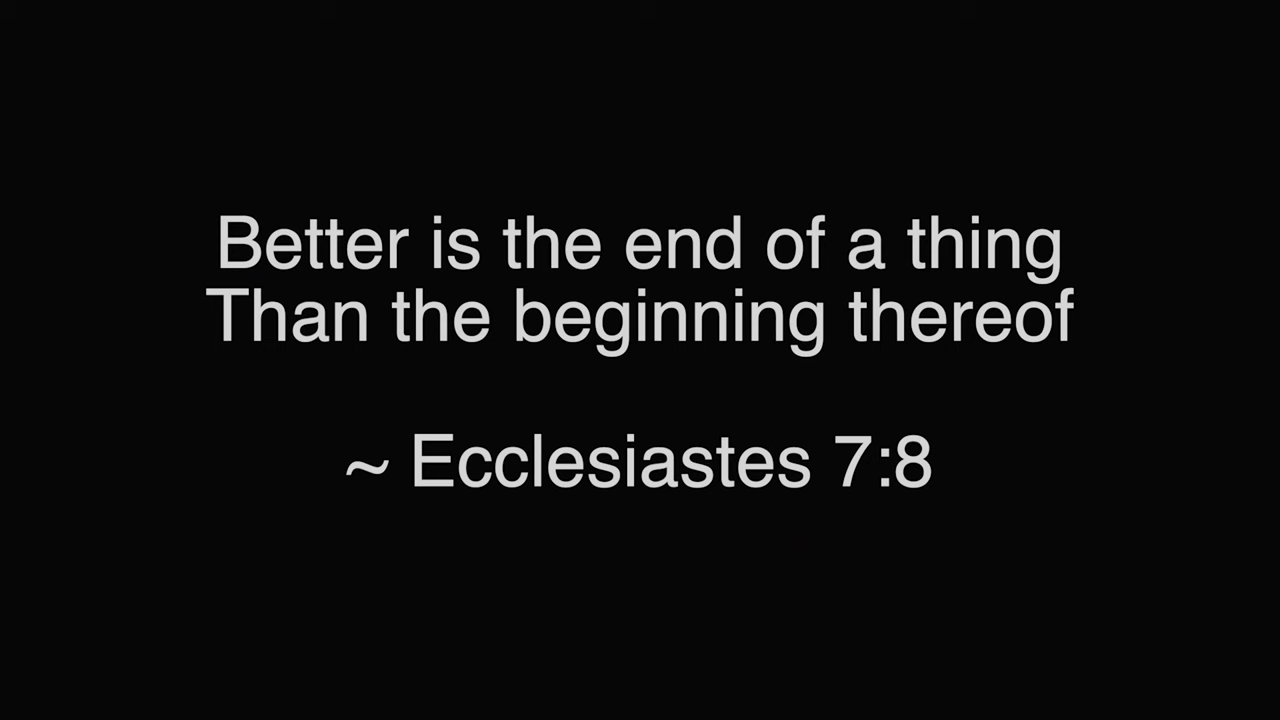 Better is the end of a thing
Than the beginning thereof
~ Ecclesiastes 7:8